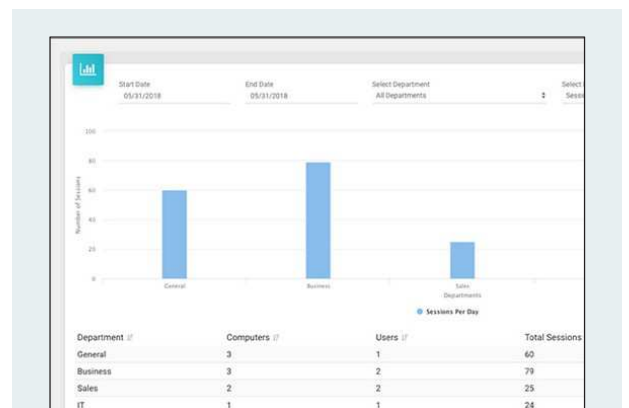 Start Date End Date Select Department Select
05/31/2018 05/31/2018 All Departments
100
80
60
40
20
0
Number of Sessions
General Business Sales
Departments
Sessions Per Day
Department Computers Users Total Sessions
General 3 1 60
Business 3 2 79
Sales 2 2 25
IT 1 1 24